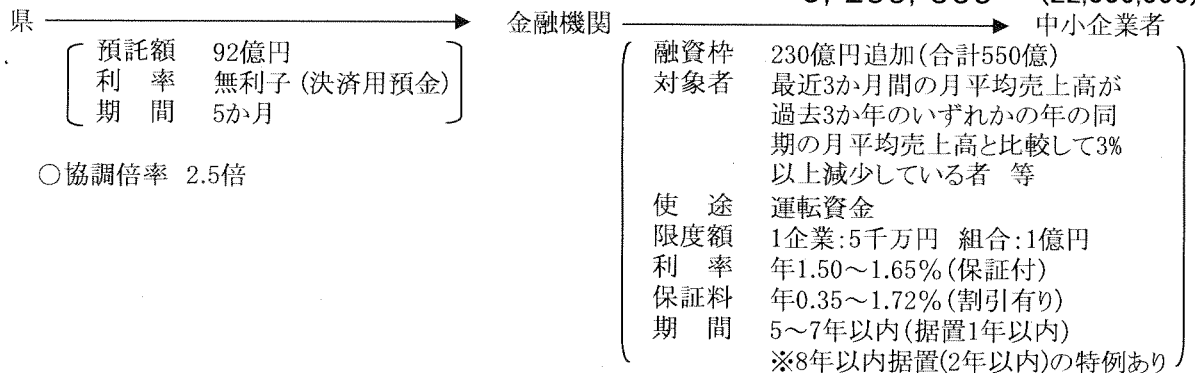 県 金融機関 中小企業者
預託額 92億円
利 率 無利子(決済用預金)
期 間 5か月
○協調倍率 2.5倍
融資枠 230億円追加(合計550億)
対象者 最近3か月間の月平均売上高が
過去3か年のいずれかの年の同
期の月平均売上高と比較して3%
以上減少している者 等
使 途 運転資金
限度額 1企業:5千万円 組合:1億円
利 率 年1.50～1.65%(保証付)
保証料 年0.35～1.72%(割引有り)
期 間 5～7年以内(据置1年以内)
※8年以内据置(2年以内)の特例あり